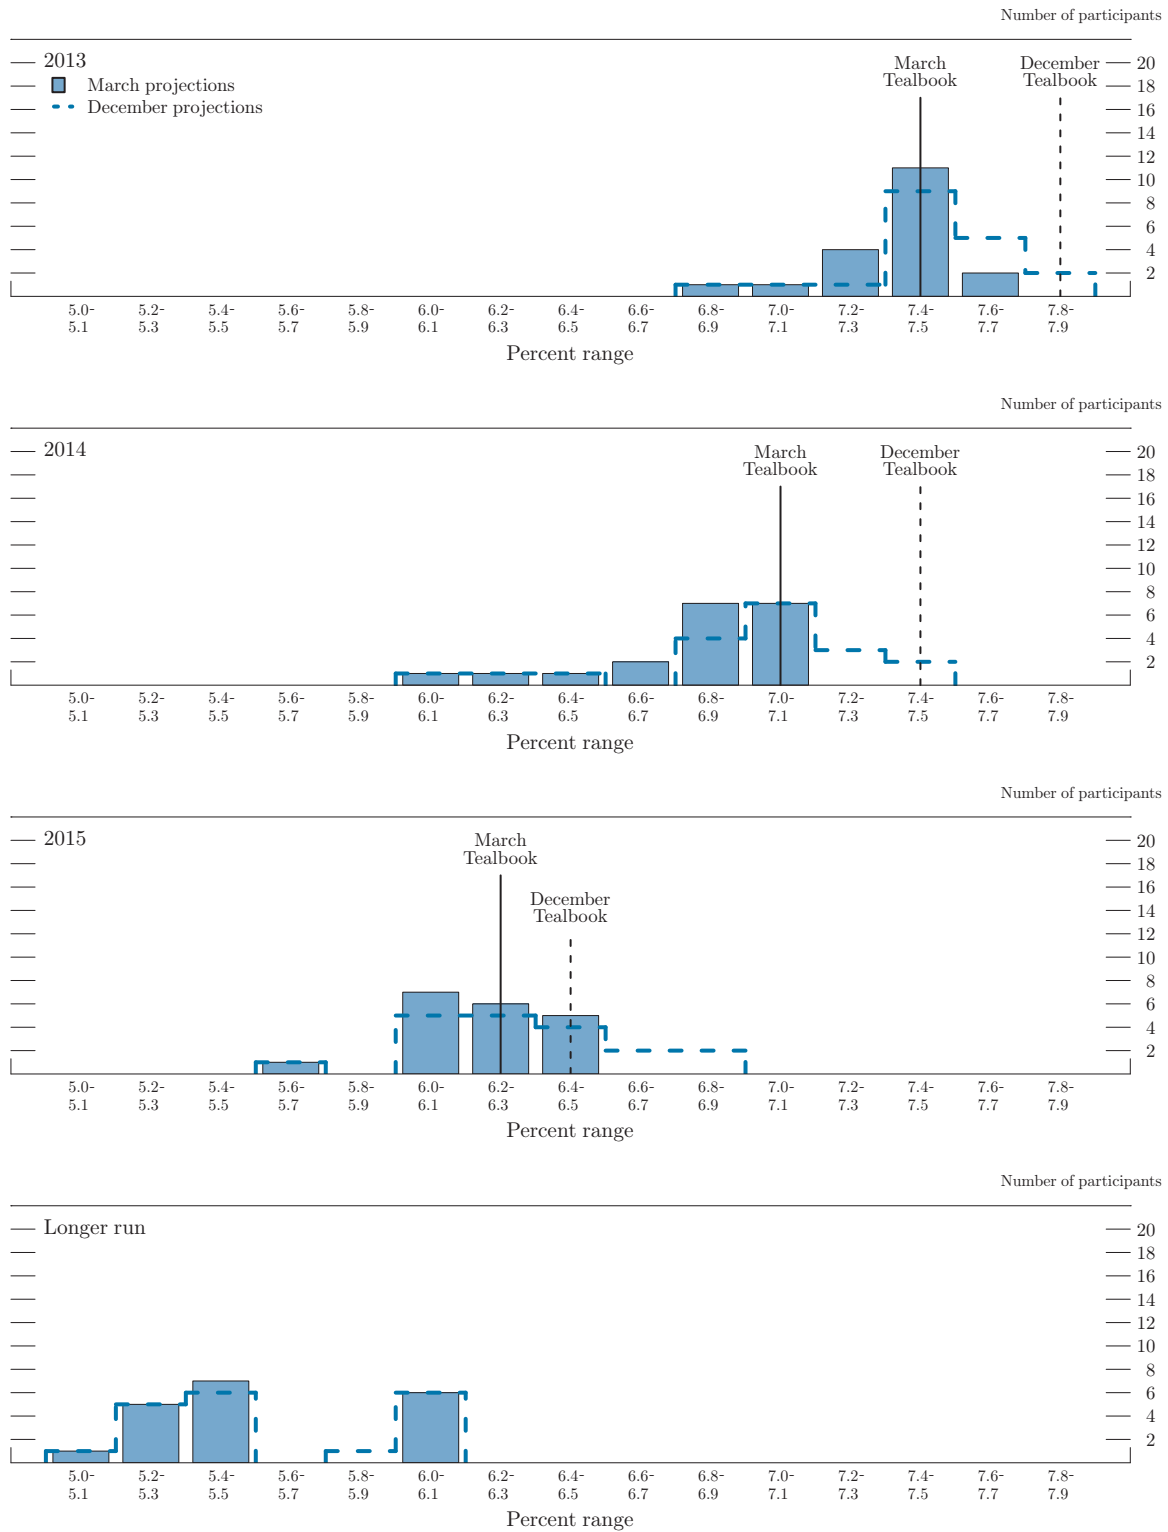 Number of participants
2013
March projections
December projections
March
Tealbook
December
Tealbook
20
18
16
14
12
10
8
6
4
2
5.0- 5.2- 5.4- 5.6- 5.8- 6.0- 6.2- 6.4- 6.6- 6.8- 7.0- 7.2- 7.4- 7.6- 7.8-
5.1 5.3 5.5 5.7 5.9 6.1 6.3 6.5 6.7 6.9 7.1 7.3 7.5 7.7 7.9
Percent range
Number of participants
2014
March
Tealbook
December
Tealbook
20
18
16
14
12
10
8
6
4
2
5.0- 5.2- 5.4- 5.6- 5.8- 6.0- 6.2- 6.4- 6.6- 6.8- 7.0- 7.2- 7.4- 7.6- 7.8-
5.1 5.3 5.5 5.7 5.9 6.1 6.3 6.5 6.7 6.9 7.1 7.3 7.5 7.7 7.9
Percent range
Number of participants
2015
March
Tealbook
December
Tealbook
20
18
16
14
12
10
8
6
4
2
5.0- 5.2- 5.4- 5.6- 5.8- 6.0- 6.2- 6.4- 6.6- 6.8- 7.0- 7.2- 7.4- 7.6- 7.8-
5.1 5.3 5.5 5.7 5.9 6.1 6.3 6.5 6.7 6.9 7.1 7.3 7.5 7.7 7.9
Percent range
Number of participants
Longer run
20
18
16
14
12
10
8
6
4
2
5.0- 5.2- 5.4- 5.6- 5.8- 6.0- 6.2- 6.4- 6.6- 6.8- 7.0- 7.2- 7.4- 7.6- 7.8-
5.1 5.3 5.5 5.7 5.9 6.1 6.3 6.5 6.7 6.9 7.1 7.3 7.5 7.7 7.9
Percent range